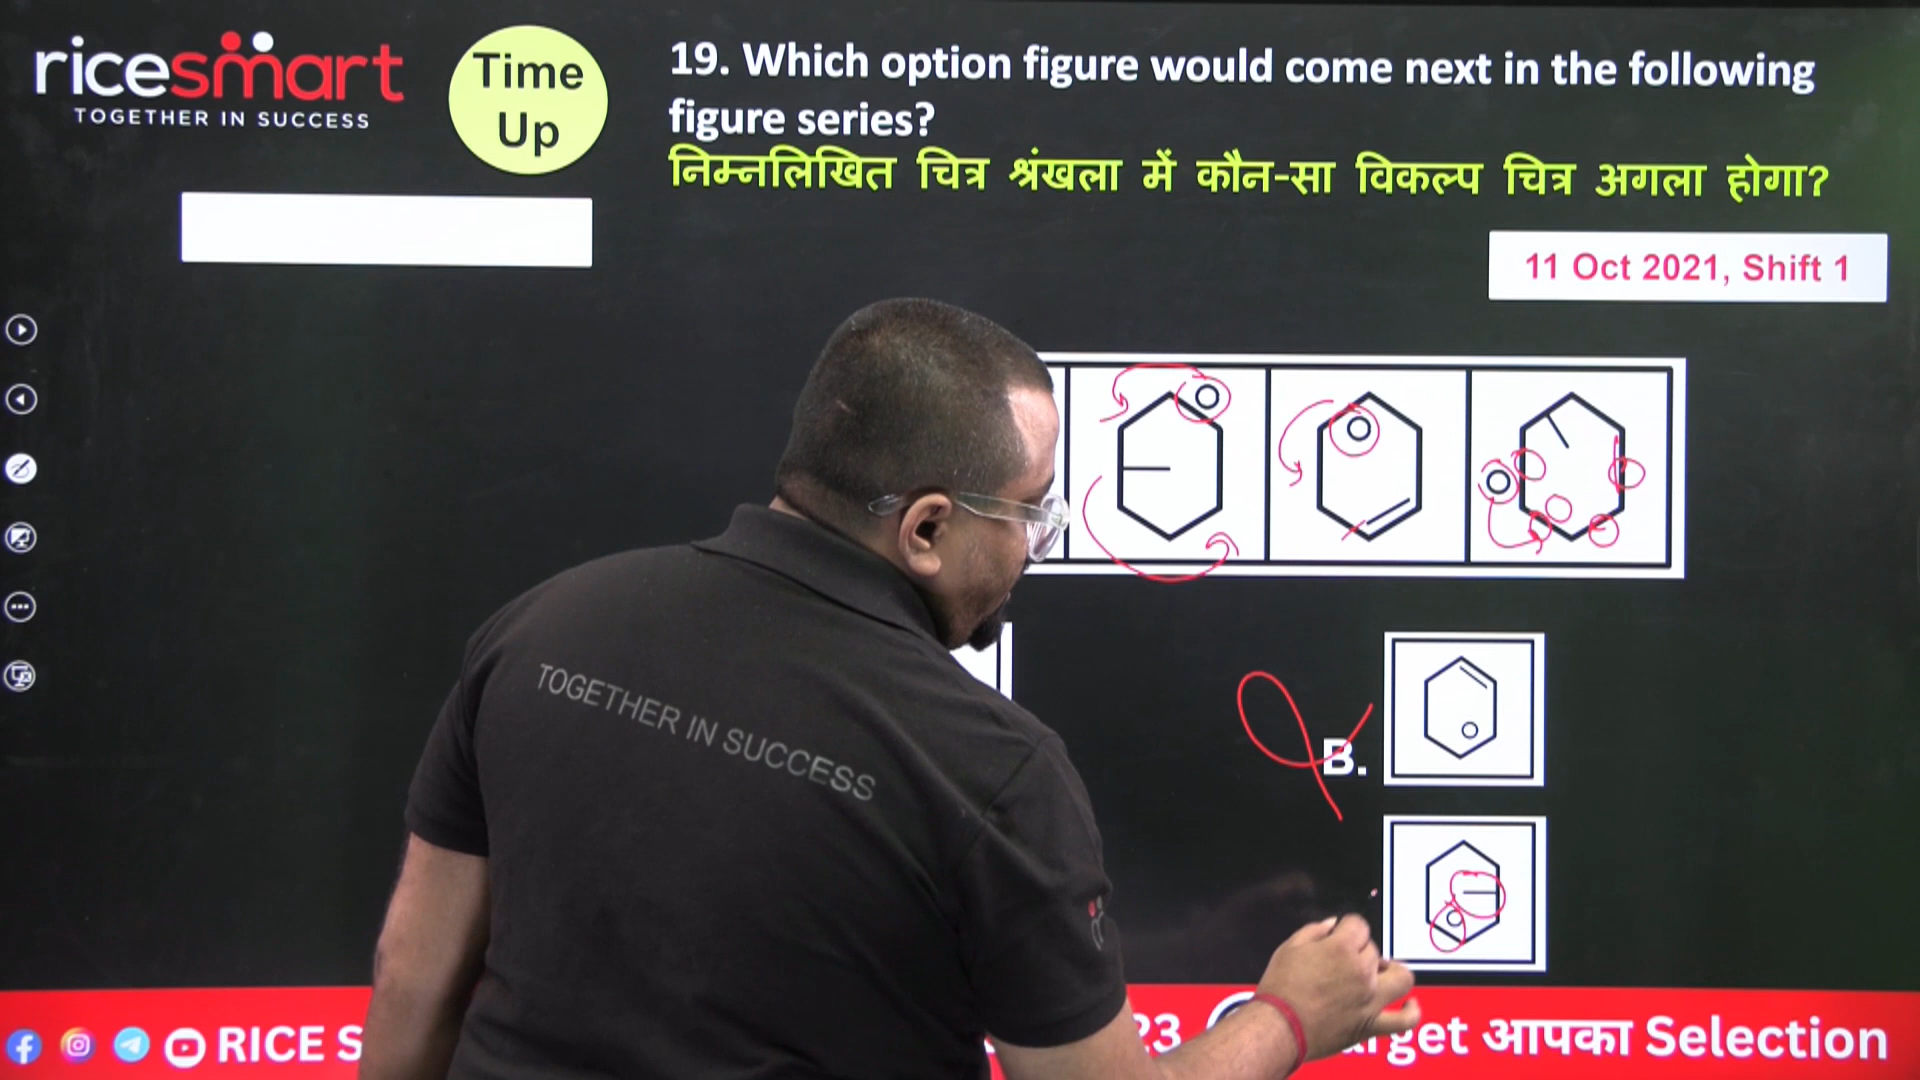 ricesmart
TOGETHER IN SUCCESS
Time
Up
19. Which option figure would come next in the following
figure series?
निम्नलिखित चित्र श्रंखला में कौन-सा विकल्प चित्र अगला होगा?
11 Oct 2021, Shift 1
TOGETHER IN SUCCESS
B.
RICE S
23
get आपका Selection